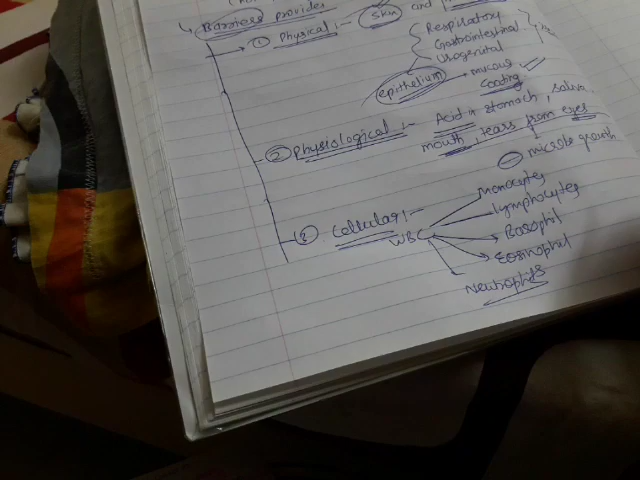 Barriers provides
① Physical :- Skin and
Respiratory
Gastrointestinal
Urogenital
epithelium → mucous
coating
② Physiological :- Acid in stomach, saliva
mouth, tears from eyes
⊖ microbe growth
③ Cellular :-
WBC
Monocytes
Lymphocytes
Basophil
Eosinophil
Neutrophils